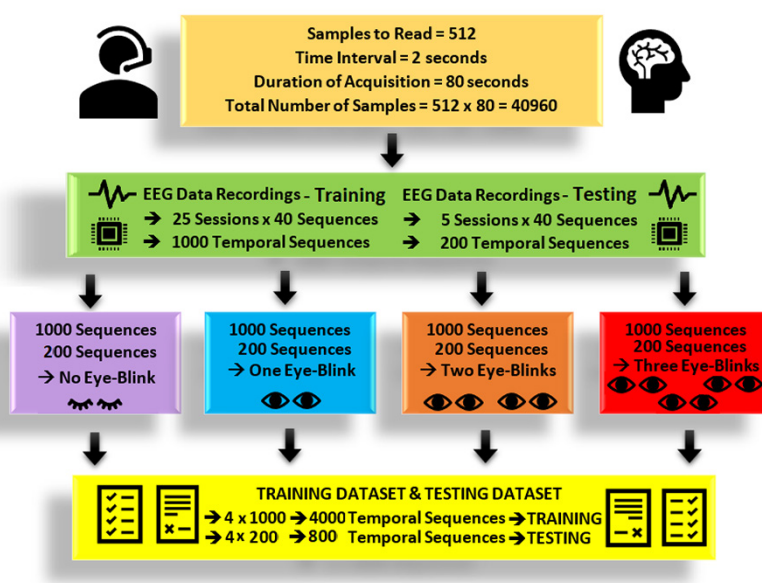 Samples to Read = 512
Time Interval = 2 seconds
Duration of Acquisition = 80 seconds
Total Number of Samples = 512 x 80 = 40960
EEG Data Recordings - Training
→ 25 Sessions x 40 Sequences
→ 1000 Temporal Sequences
EEG Data Recordings - Testing
→ 5 Sessions x 40 Sequences
→ 200 Temporal Sequences
1000 Sequences
200 Sequences
→ No Eye-Blink
1000 Sequences
200 Sequences
→ One Eye-Blink
1000 Sequences
200 Sequences
→ Two Eye-Blinks
1000 Sequences
200 Sequences
→ Three Eye-Blinks
TRAINING DATASET & TESTING DATASET
→ 4 x 1000 → 4000 Temporal Sequences → TRAINING
→ 4 x 200 → 800 Temporal Sequences → TESTING